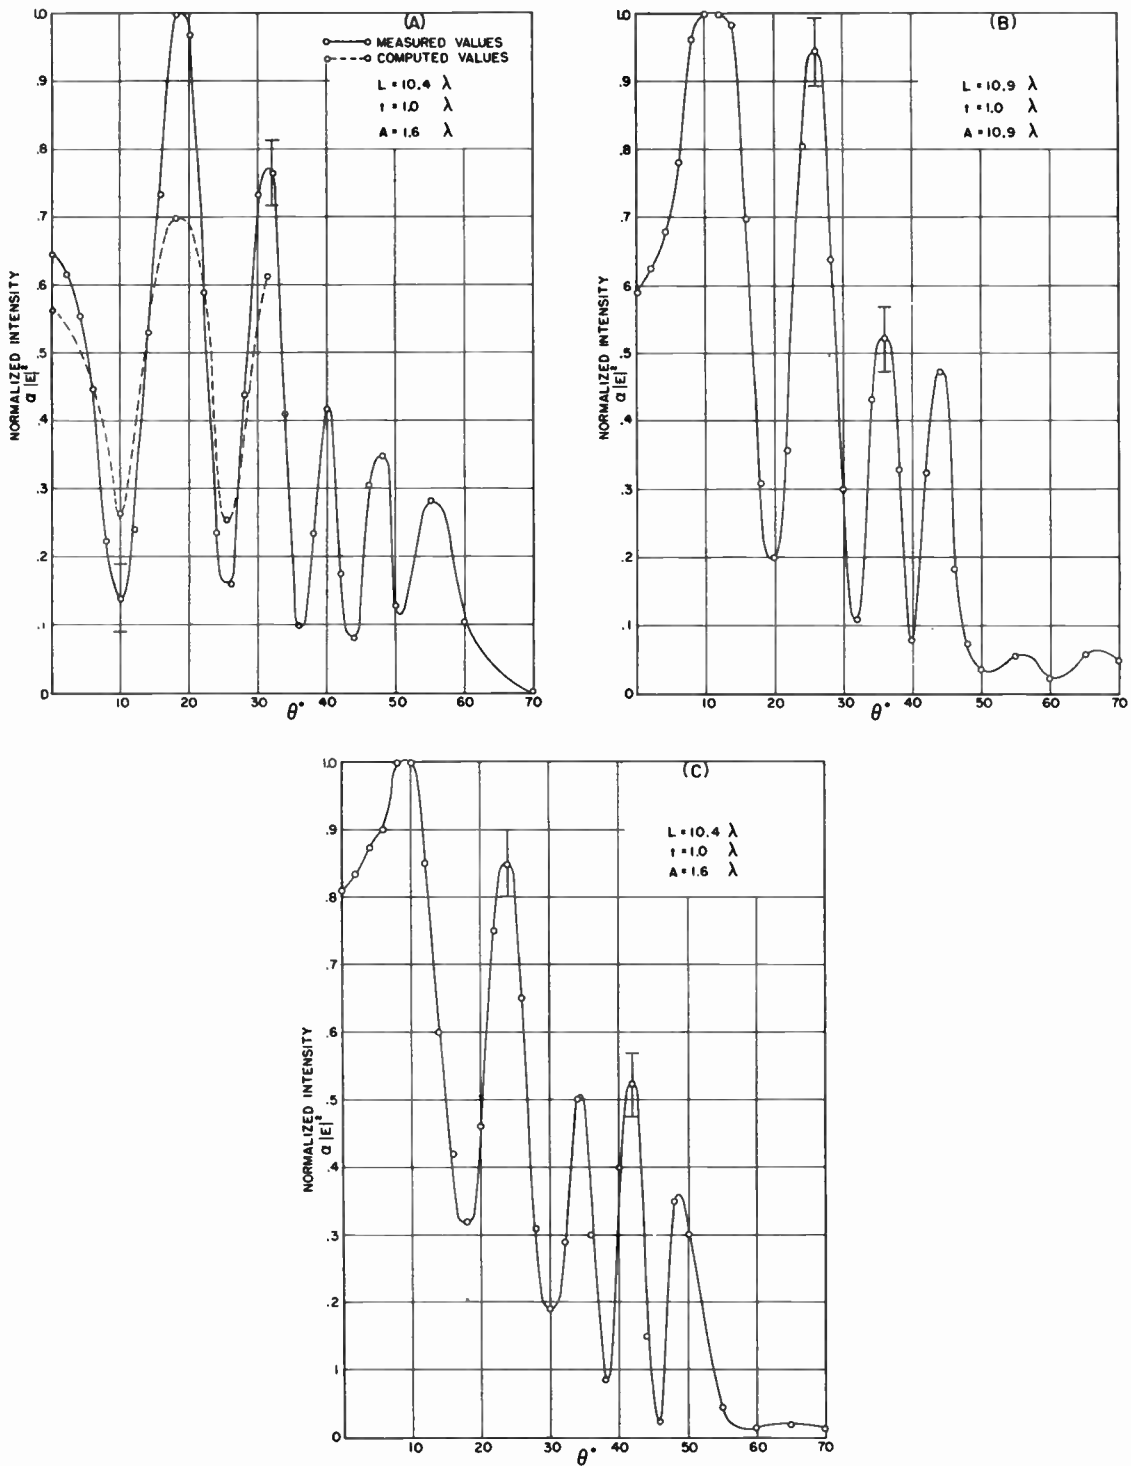 (A)
MEASURED VALUES
COMPUTED VALUES
L = 10.4 λ
t = 1.0 λ
A = 1.6 λ
NORMALIZED INTENSITY
α |E|²
1.0
.9
.8
.7
.6
.5
.4
.3
.2
.1
0
10
20
30
40
50
60
70
θ°
(B)
L = 10.9 λ
t = 1.0 λ
A = 10.9 λ
NORMALIZED INTENSITY
α |E|²
1.0
.9
.8
.7
.6
.5
.4
.3
.2
.1
0
10
20
30
40
50
60
70
θ°
(C)
L = 10.4 λ
t = 1.0 λ
A = 1.6 λ
NORMALIZED INTENSITY
α |E|²
1.0
.9
.8
.7
.6
.5
.4
.3
.2
.1
0
10
20
30
40
50
60
70
θ°